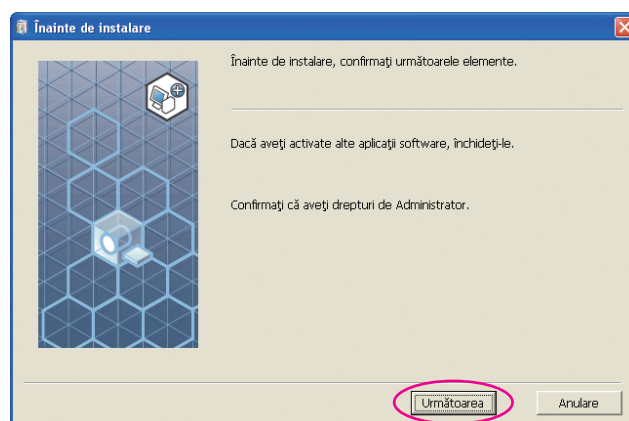 Înainte de instalare
Înainte de instalare, confirmaţi următoarele elemente.
Dacă aveţi activate alte aplicaţii software, închideţi-le.
Confirmaţi că aveţi drepturi de Administrator.
Următoarea
Anulare